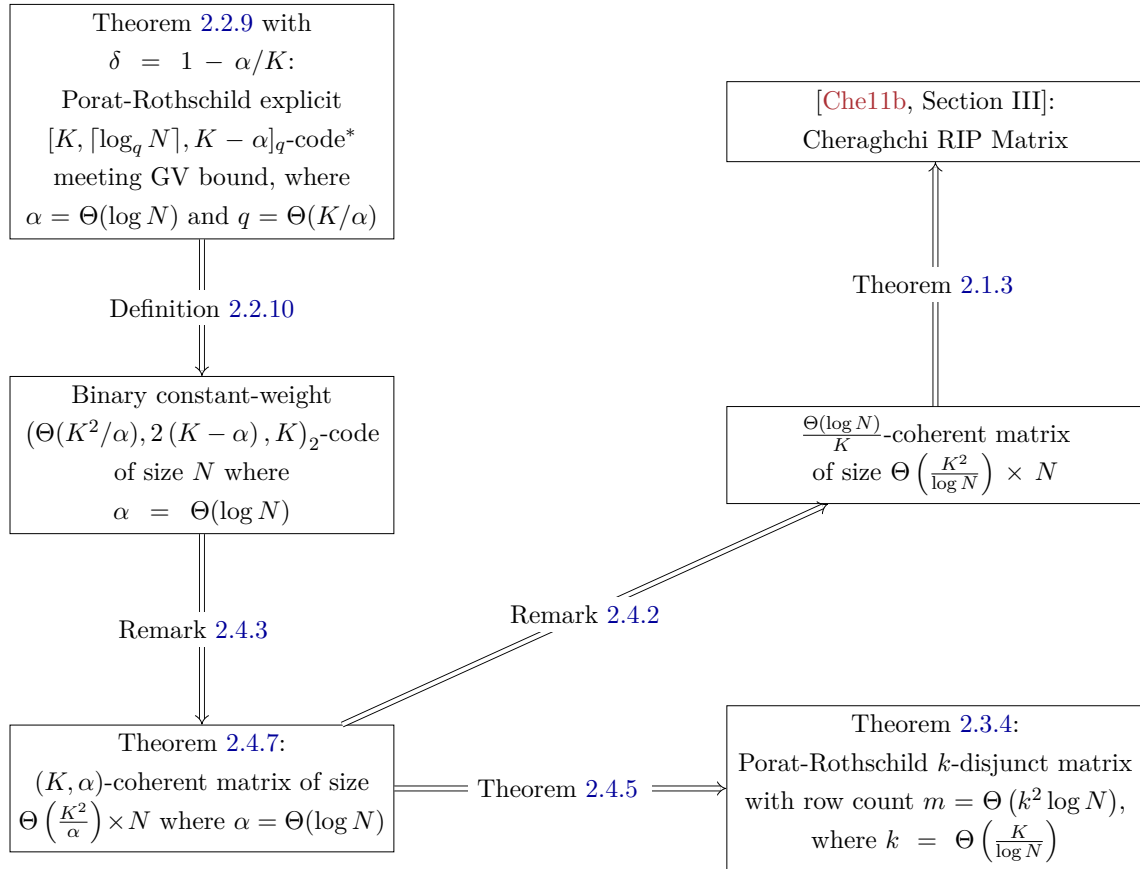 Theorem 2.2.9 with
δ = 1 − α/K:
Porat-Rothschild explicit
[K, ⌈log_q N⌉, K − α]_q-code*
meeting GV bound, where
α = Θ(log N) and q = Θ(K/α)
[Che11b, Section III]:
Cheraghchi RIP Matrix
Definition 2.2.10
Theorem 2.1.3
Binary constant-weight
(Θ(K²/α), 2 (K − α) , K)₂-code
of size N where
α = Θ(log N)
Θ(log N)/K-coherent matrix
of size Θ(K²/log N) × N
Remark 2.4.3
Remark 2.4.2
Theorem 2.4.7:
(K, α)-coherent matrix of size
Θ(K²/α) × N where α = Θ(log N)
Theorem 2.4.5
Theorem 2.3.4:
Porat-Rothschild k-disjunct matrix
with row count m = Θ (k² log N),
where k = Θ(K/log N)